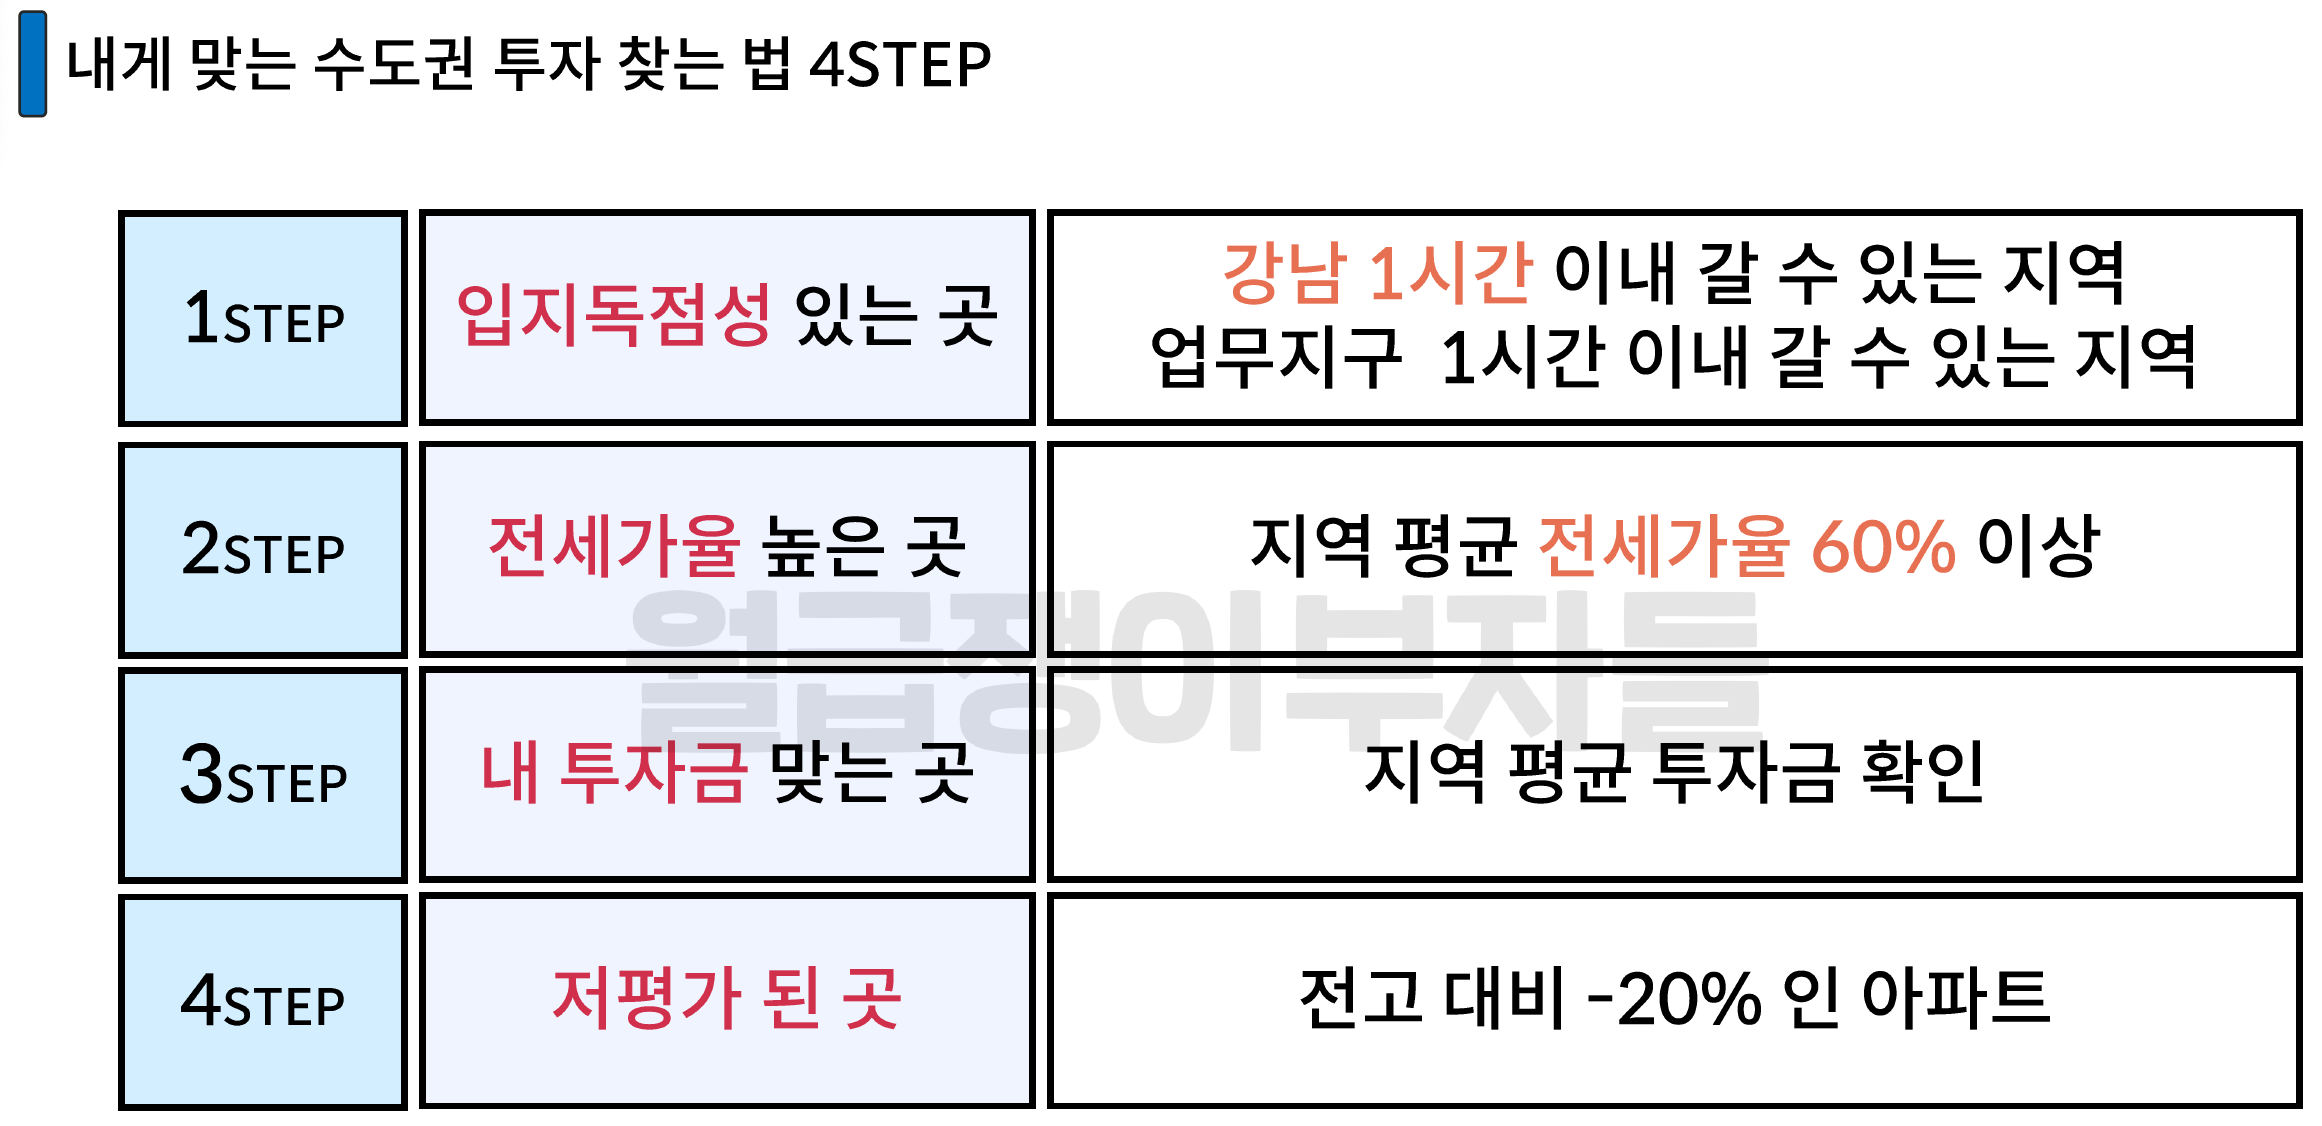 내게 맞는 수도권 투자 찾는 법 4STEP
1STEP
입지독점성 있는 곳
강남 1시간 이내 갈 수 있는 지역
업무지구 1시간 이내 갈 수 있는 지역
2STEP
전세가율 높은 곳
지역 평균 전세가율 60% 이상
월급쟁이부자들
3STEP
내 투자금 맞는 곳
지역 평균 투자금 확인
4STEP
저평가 된 곳
전고 대비 -20% 인 아파트